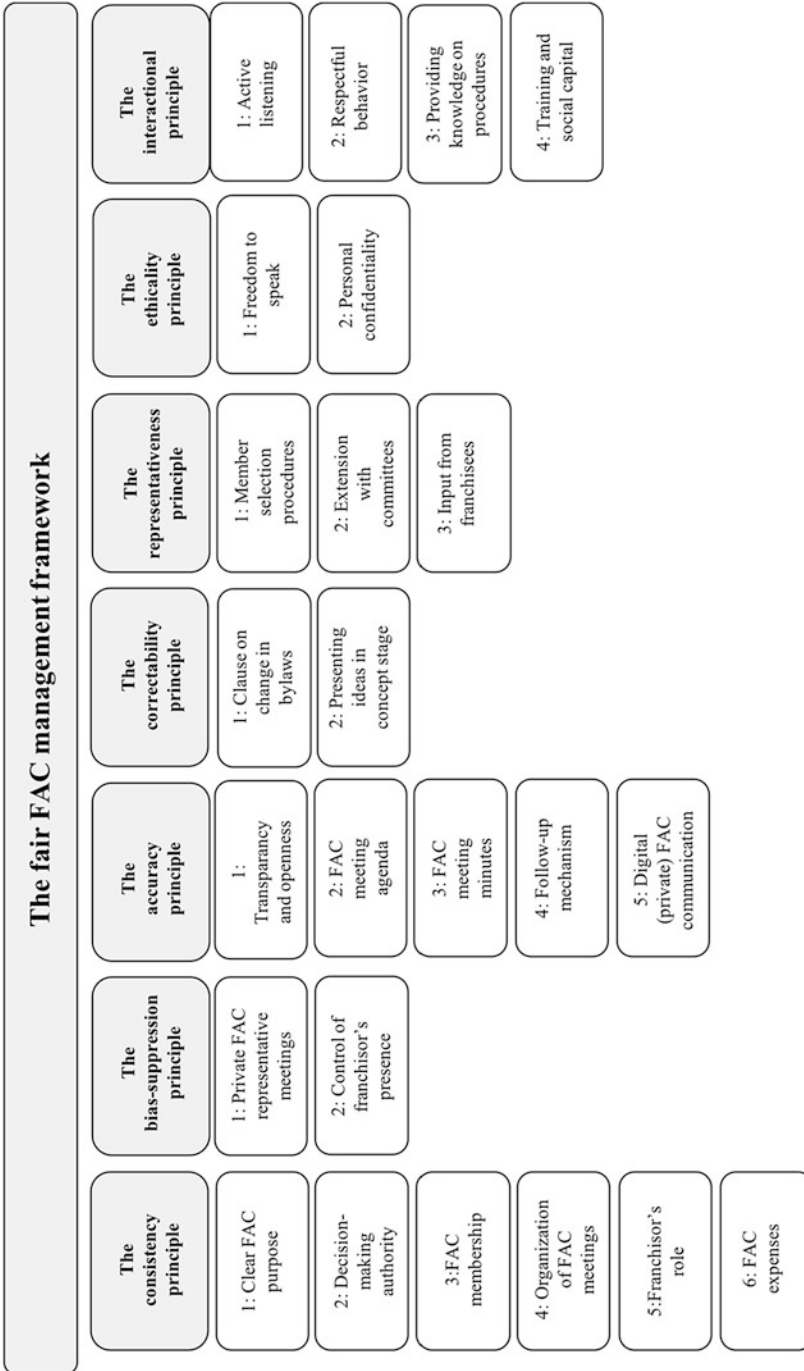 The fair FAC management framework
The
consistency
principle
1: Clear FAC
purpose
2: Decision-
making
authority
3:FAC
membership
4: Organization
of FAC
meetings
5:Franchisor's
role
6: FAC
expenses
The
bias-suppression
principle
1: Private FAC
representative
meetings
2: Control of
franchisor's
presence
The
accuracy
principle
1:
Transparancy
and openness
2: FAC
meeting
agenda
3: FAC
meeting
minutes
4: Follow-up
mechanism
5: Digital
(private) FAC
communication
The
correctability
principle
1: Clause on
change in
bylaws
2: Presenting
ideas in
concept stage
The
representativeness
principle
1: Member
selection
procedures
2: Extension
with
committees
3: Input from
franchisees
The
ethicality
principle
1: Freedom to
speak
2: Personal
confidentiality
The
interactional
principle
1: Active
listening
2: Respectful
behavior
3: Providing
knowledge on
procedures
4: Training and
social capital